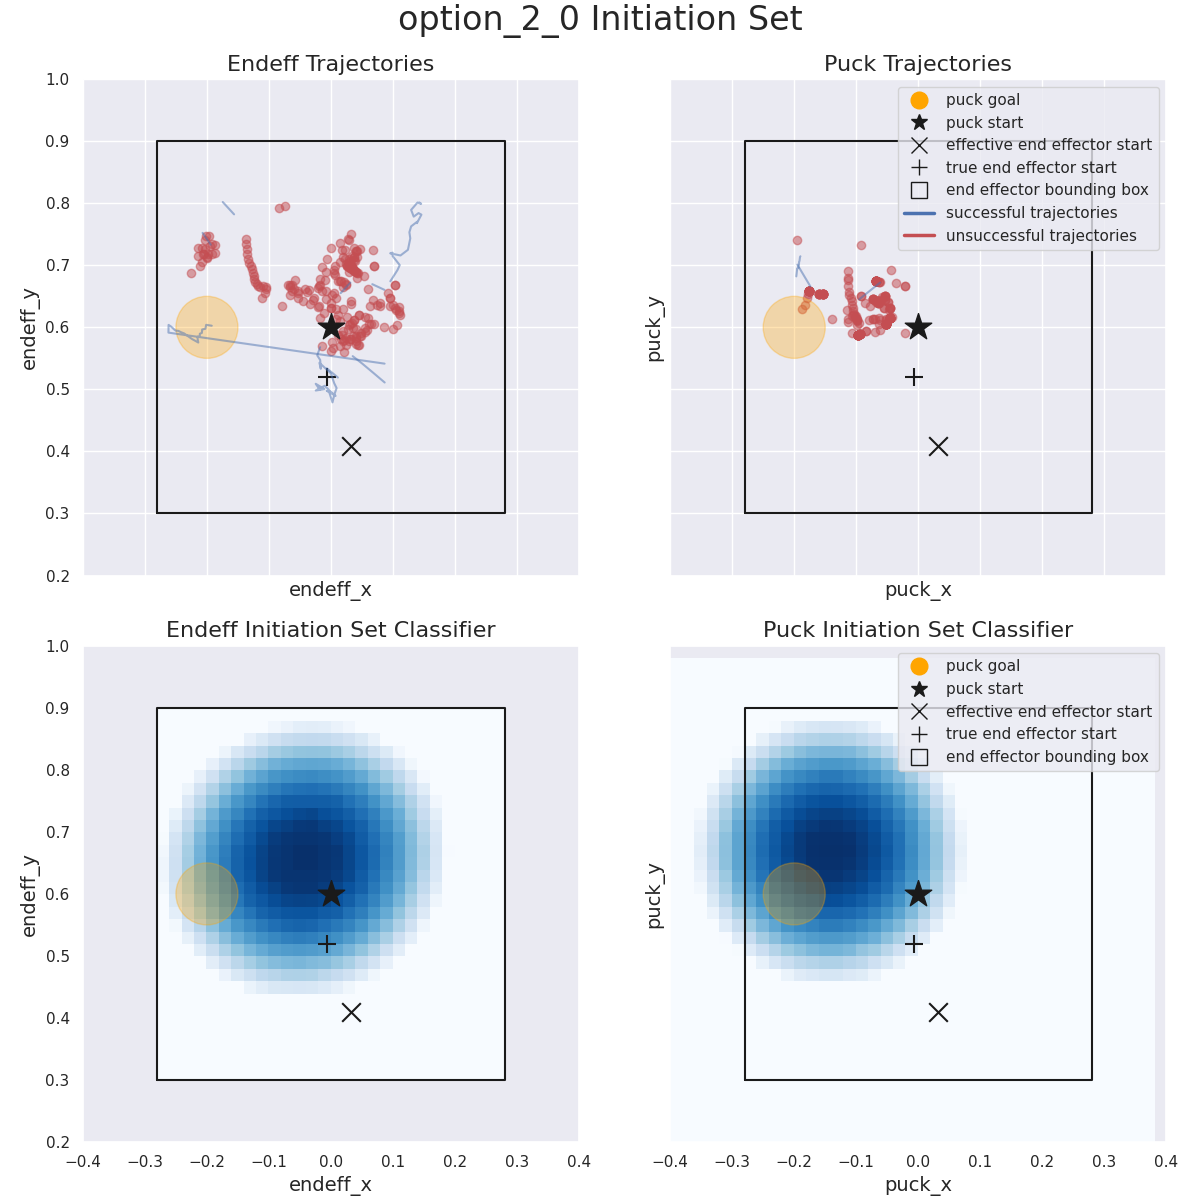 option_2_0 Initiation Set
Endeff Trajectories
1.0
0.9
0.8
0.7
0.6
0.5
0.4
0.3
0.2
endeff_y
endeff_x
Puck Trajectories
puck goal
puck start
effective end effector start
true end effector start
end effector bounding box
successful trajectories
unsuccessful trajectories
puck_y
puck_x
Endeff Initiation Set Classifier
1.0
0.9
0.8
0.7
0.6
0.5
0.4
0.3
0.2
endeff_y
−0.4 −0.3 −0.2 −0.1 0.0 0.1 0.2 0.3 0.4
endeff_x
Puck Initiation Set Classifier
puck goal
puck start
effective end effector start
true end effector start
end effector bounding box
puck_y
−0.4 −0.3 −0.2 −0.1 0.0 0.1 0.2 0.3 0.4
puck_x